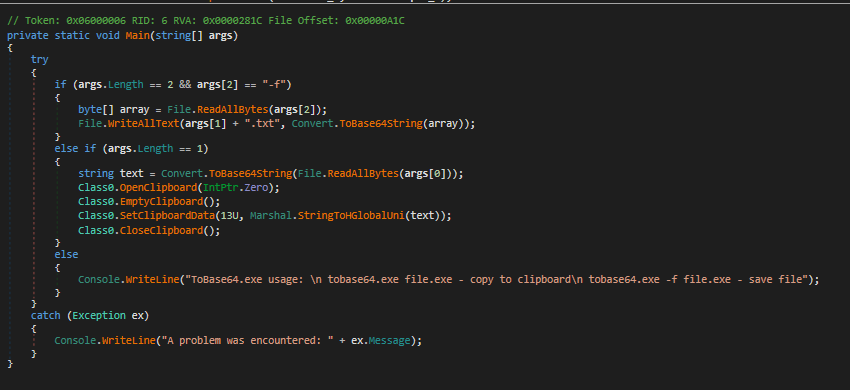 // Token: 0x06000006 RID: 6 RVA: 0x0000281C File Offset: 0x00000A1C
private static void Main(string[] args)
{
    try
    {
        if (args.Length == 2 && args[2] == "-f")
        {
            byte[] array = File.ReadAllBytes(args[2]);
            File.WriteAllText(args[1] + ".txt", Convert.ToBase64String(array));
        }
        else if (args.Length == 1)
        {
            string text = Convert.ToBase64String(File.ReadAllBytes(args[0]));
            Class0.OpenClipboard(IntPtr.Zero);
            Class0.EmptyClipboard();
            Class0.SetClipboardData(13U, Marshal.StringToHGlobalUni(text));
            Class0.CloseClipboard();
        }
        else
        {
            Console.WriteLine("ToBase64.exe usage: \n tobase64.exe file.exe - copy to clipboard\n tobase64.exe -f file.exe - save file");
        }
    }
    catch (Exception ex)
    {
        Console.WriteLine("A problem was encountered: " + ex.Message);
    }
}